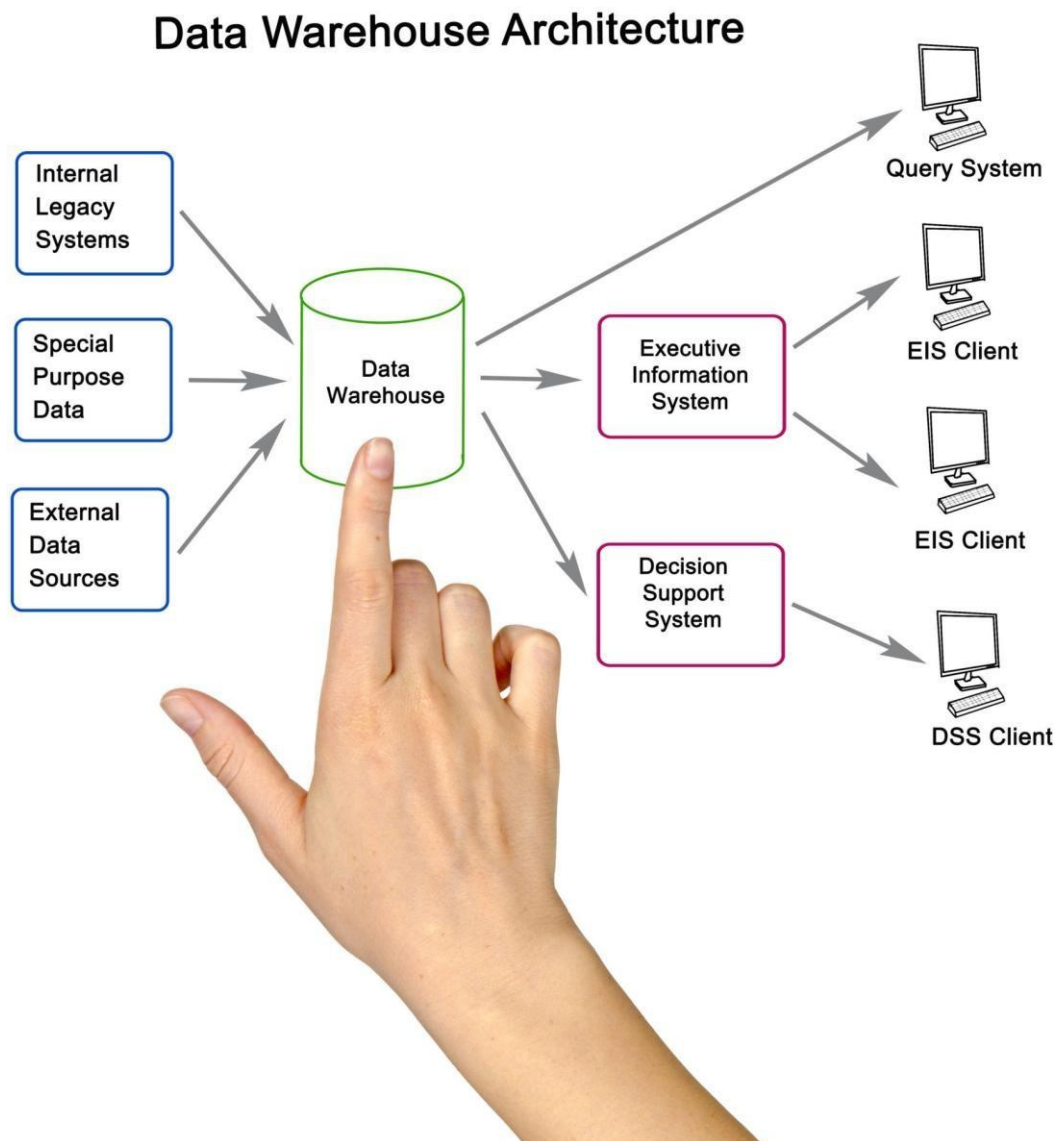 Data Warehouse Architecture
Internal
Legacy
Systems
Special
Purpose
Data
External
Data
Sources
Data
Warehouse
Executive
Information
System
Decision
Support
System
Query System
EIS Client
EIS Client
DSS Client